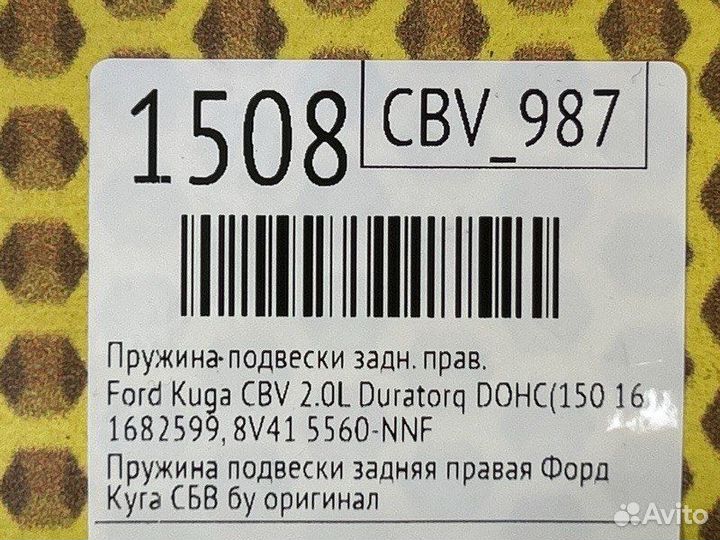 1508
CBV_987
Пружина подвески задн. прав.
Ford Kuga CBV 2.0L Duratorq DOHC(150 16
1682599, 8V41 5560-NNF
Пружина подвески задняя правая Форд
Куга СБВ бу оригинал
Avito